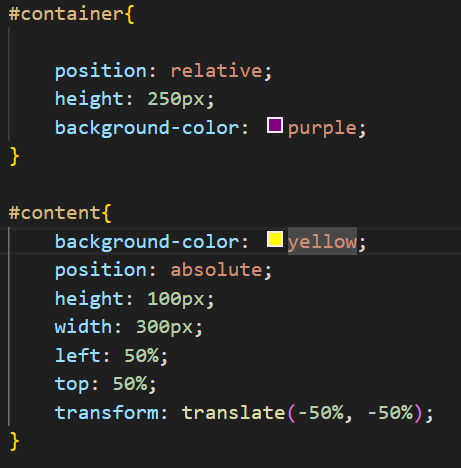 #container{
position: relative;
height: 250px;
background-color: purple;
}
#content{
background-color: yellow;
position: absolute;
height: 100px;
width: 300px;
left: 50%;
top: 50%;
transform: translate(-50%, -50%);
}